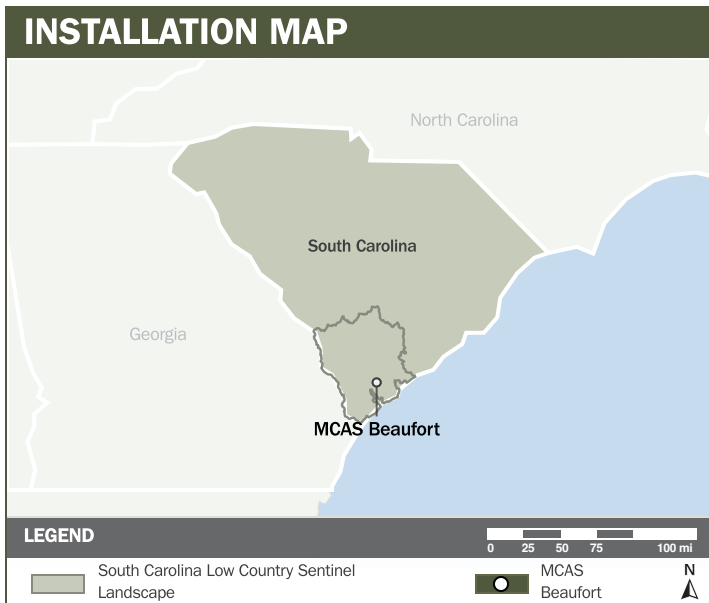 INSTALLATION MAP
North Carolina
South Carolina
Georgia
MCAS Beaufort
LEGEND
0 25 50 75 100 mi
South Carolina Low Country Sentinel
Landscape
MCAS
Beaufort
N